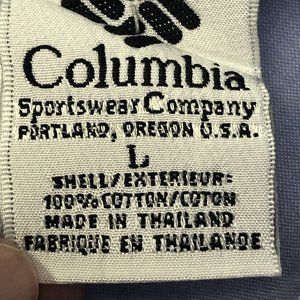 Columbia
Sportswear Company
PORTLAND, OREGON U.S.A.
L
SHELL/EXTERIEUR:
100% COTTON/COTON
MADE IN THAILAND
FABRIQUE EN THAILANDE